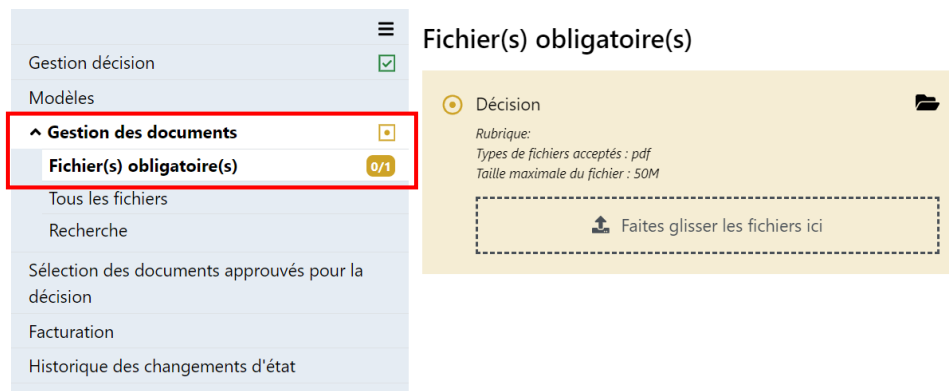 Gestion décision
Modèles
Gestion des documents
Fichier(s) obligatoire(s) 0/1
Tous les fichiers
Recherche
Sélection des documents approuvés pour la
décision
Facturation
Historique des changements d'état
Fichier(s) obligatoire(s)
Décision
Rubrique:
Types de fichiers acceptés : pdf
Taille maximale du fichier : 50M
Faites glisser les fichiers ici